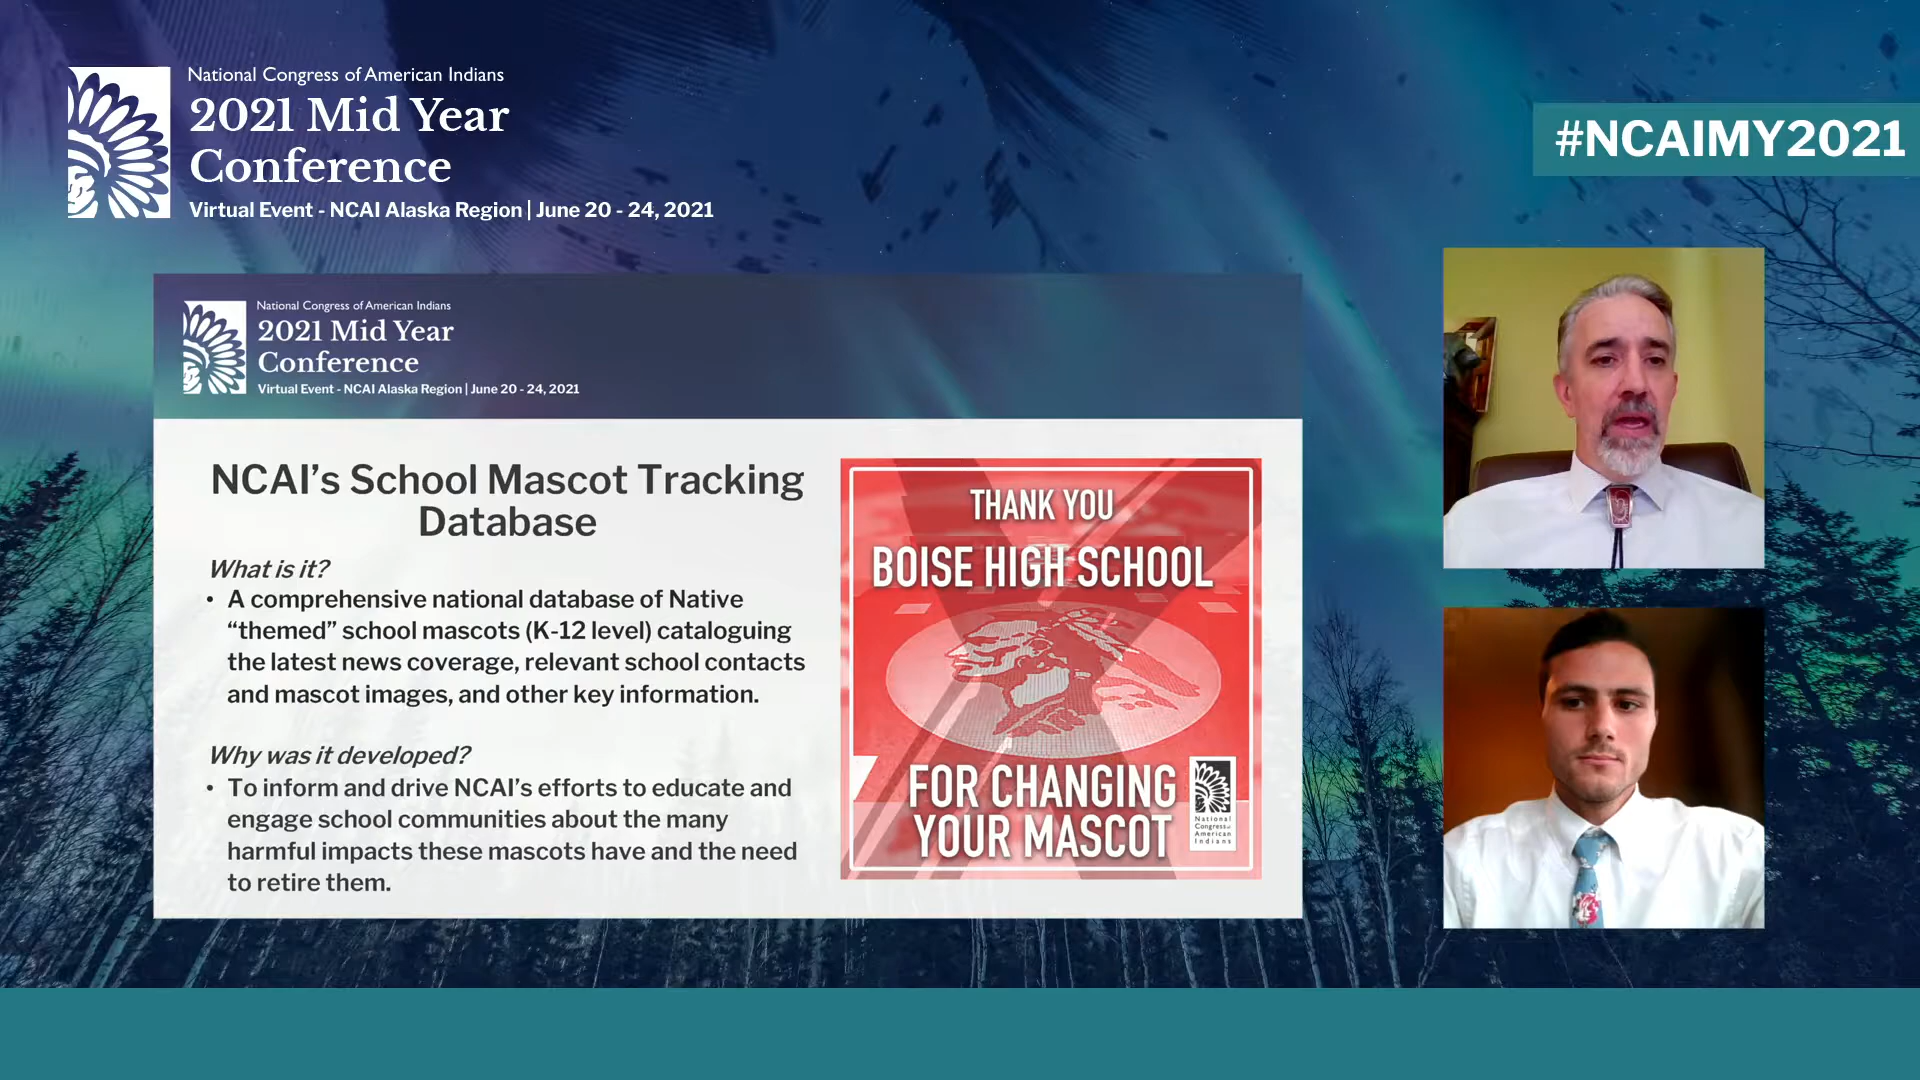 National Congress of American Indians
2021 Mid Year
Conference
Virtual Event - NCAI Alaska Region | June 20 - 24, 2021
#NCAIMY2021
National Congress of American Indians
2021 Mid Year
Conference
Virtual Event - NCAI Alaska Region | June 20 - 24, 2021
NCAI’s School Mascot Tracking
Database
What is it?
• A comprehensive national database of Native
“themed” school mascots (K-12 level) cataloguing
the latest news coverage, relevant school contacts
and mascot images, and other key information.
Why was it developed?
• To inform and drive NCAI’s efforts to educate and
engage school communities about the many
harmful impacts these mascots have and the need
to retire them.
THANK YOU
BOISE HIGH SCHOOL
FOR CHANGING
YOUR MASCOT
National
Congress of
American
Indians